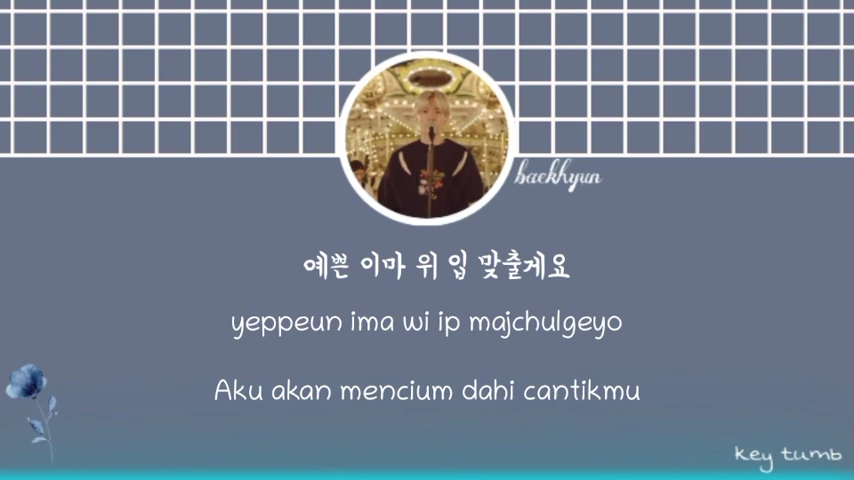 baekhyun
예쁜 이마 위 입 맞출게요
yeppeun ima wi ip majchulgeyo
Aku akan mencium dahi cantikmu
key tumb